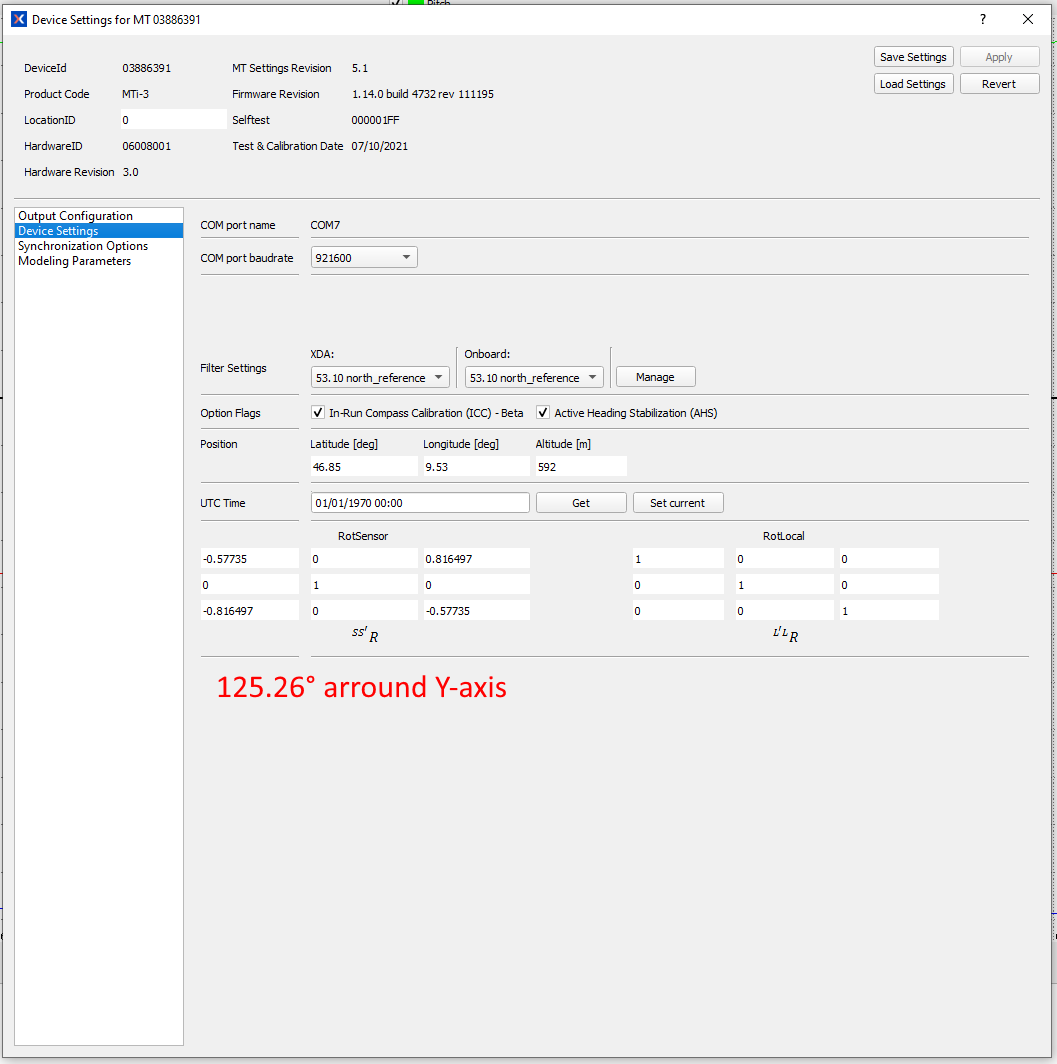 Pitch
Device Settings for MT 03886391
?
DeviceId 03886391 MT Settings Revision 5.1
Save Settings Apply
Product Code MTi-3 Firmware Revision 1.14.0 build 4732 rev 111195
Load Settings Revert
LocationID 0 Selftest 000001FF
HardwareID 06008001 Test & Calibration Date 07/10/2021
Hardware Revision 3.0
Output Configuration
Device Settings
Synchronization Options
Modeling Parameters
COM port name COM7
COM port baudrate 921600
XDA: Onboard:
Filter Settings 53.10 north_reference 53.10 north_reference Manage
Option Flags In-Run Compass Calibration (ICC) - Beta Active Heading Stabilization (AHS)
Position Latitude [deg] Longitude [deg] Altitude [m]
46.85 9.53 592
UTC Time 01/01/1970 00:00 Get Set current
RotSensor RotLocal
-0.57735 0 0.816497 1 0 0
0 1 0 0 1 0
-0.816497 0 -0.57735 0 0 1
SS'R L'LR
125.26° arround Y-axis